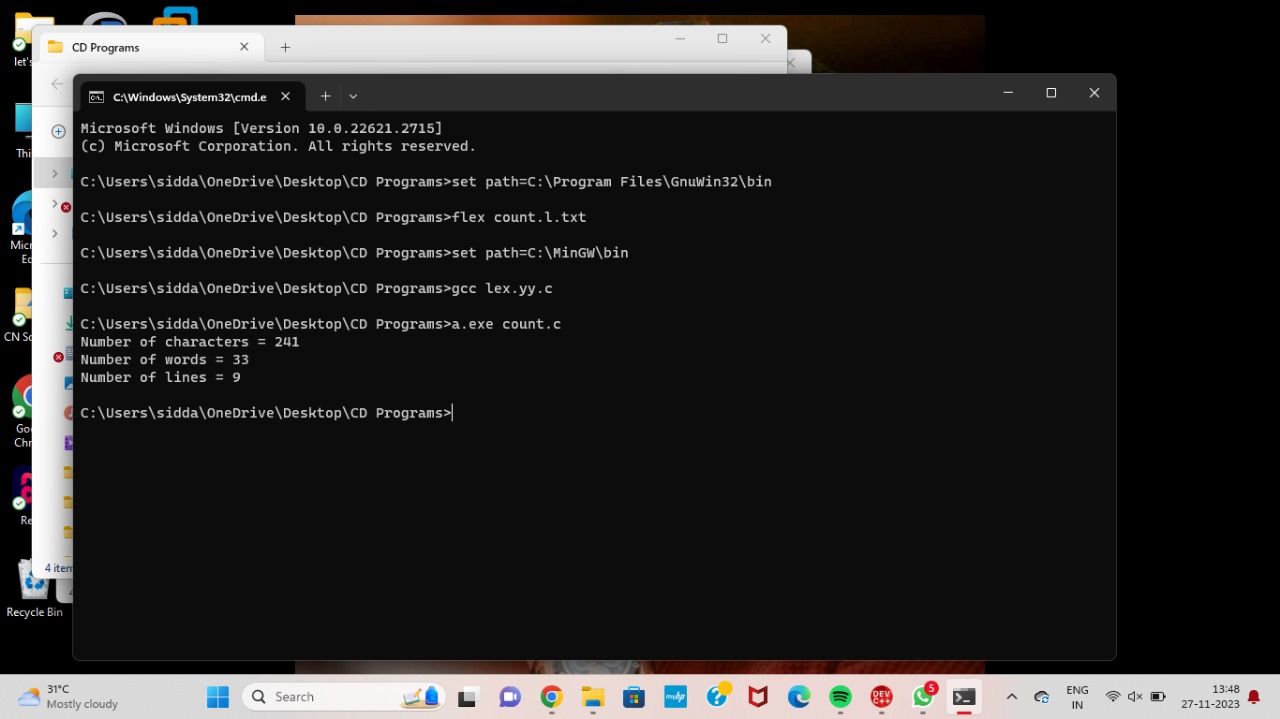 let's
CD Programs
C:\Windows\System32\cmd.e
Microsoft Windows [Version 10.0.22621.2715]
(c) Microsoft Corporation. All rights reserved.
C:\Users\sidda\OneDrive\Desktop\CD Programs>set path=C:\Program Files\GnuWin32\bin
C:\Users\sidda\OneDrive\Desktop\CD Programs>flex count.l.txt
C:\Users\sidda\OneDrive\Desktop\CD Programs>set path=C:\MinGW\bin
C:\Users\sidda\OneDrive\Desktop\CD Programs>gcc lex.yy.c
C:\Users\sidda\OneDrive\Desktop\CD Programs>a.exe count.c
Number of characters = 241
Number of words = 33
Number of lines = 9
C:\Users\sidda\OneDrive\Desktop\CD Programs>
Thi
Micr
Ed
CN Sc
Goo
Chr
Re
4 item
Recycle Bin
31°C
Mostly cloudy
Search
myhp
DEV
C++
5
ENG
IN
13:46
27-11-2023